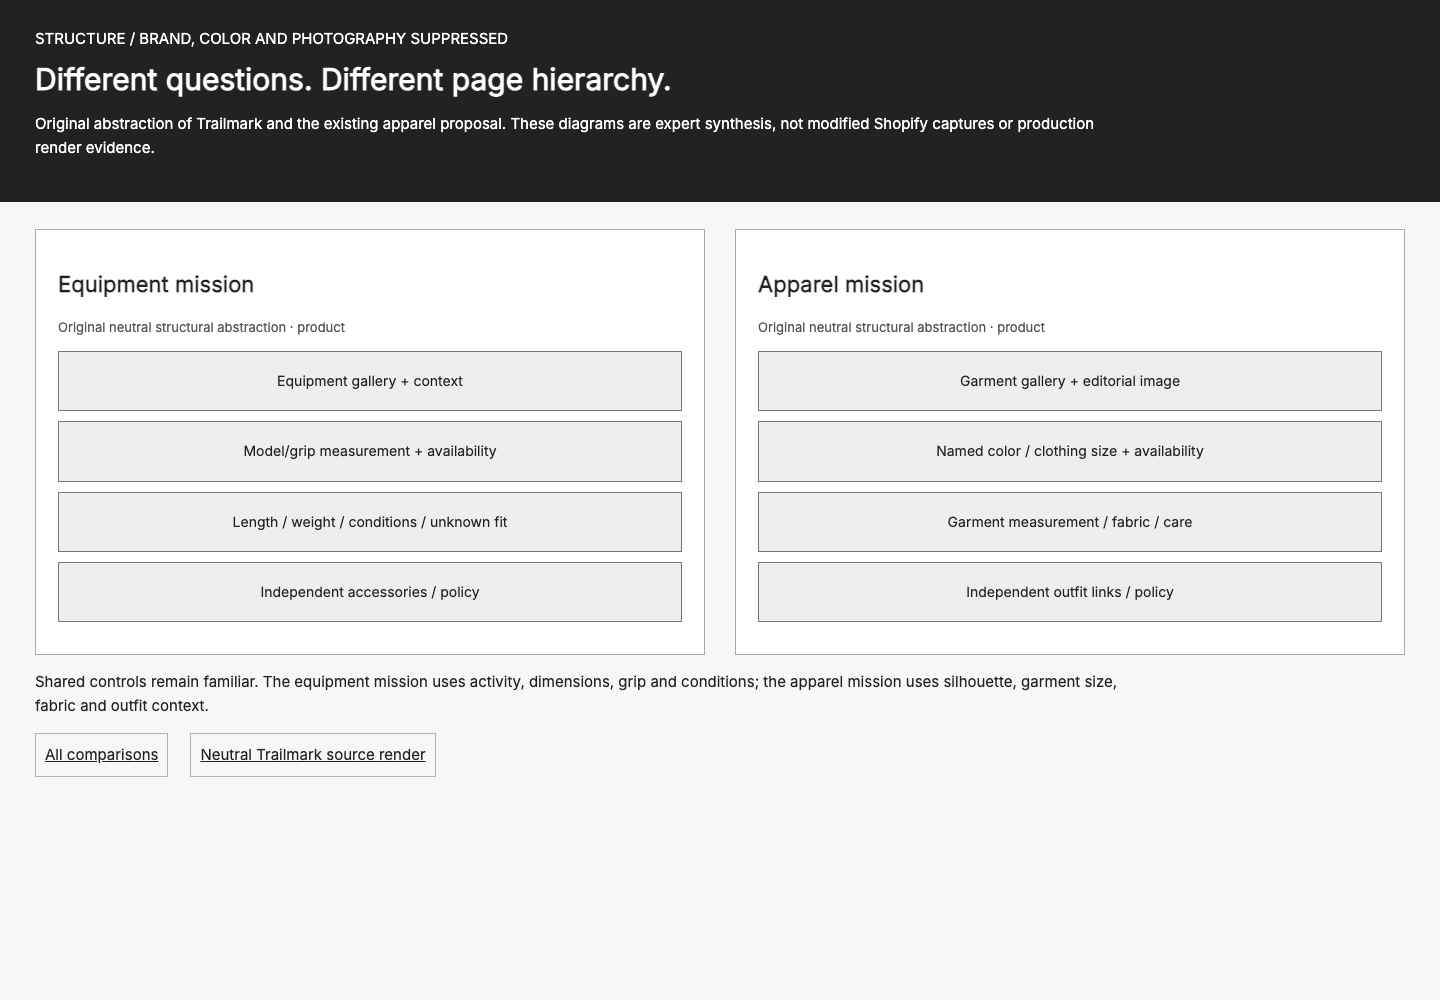 STRUCTURE / BRAND, COLOR AND PHOTOGRAPHY SUPPRESSED
Different questions. Different page hierarchy.
Original abstraction of Trailmark and the existing apparel proposal. These diagrams are expert synthesis, not modified Shopify captures or production
render evidence.
Equipment mission
Original neutral structural abstraction · product
Equipment gallery + context
Model/grip measurement + availability
Length / weight / conditions / unknown fit
Independent accessories / policy
Apparel mission
Original neutral structural abstraction · product
Garment gallery + editorial image
Named color / clothing size + availability
Garment measurement / fabric / care
Independent outfit links / policy
Shared controls remain familiar. The equipment mission uses activity, dimensions, grip and conditions; the apparel mission uses silhouette, garment size,
fabric and outfit context.
All comparisons
Neutral Trailmark source render